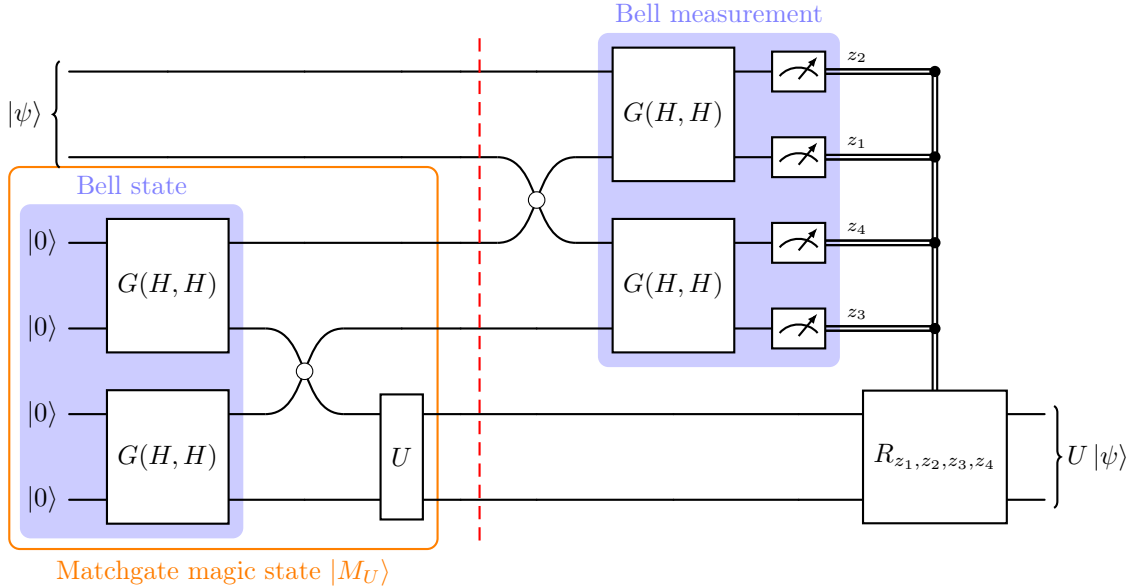 Bell measurement
|ψ⟩
z₂
G(H, H)
z₁
Bell state
|0⟩
G(H, H)
z₄
G(H, H)
|0⟩
z₃
|0⟩
G(H, H)
U
R_{z₁,z₂,z₃,z₄}
U |ψ⟩
|0⟩
Matchgate magic state |M_U⟩